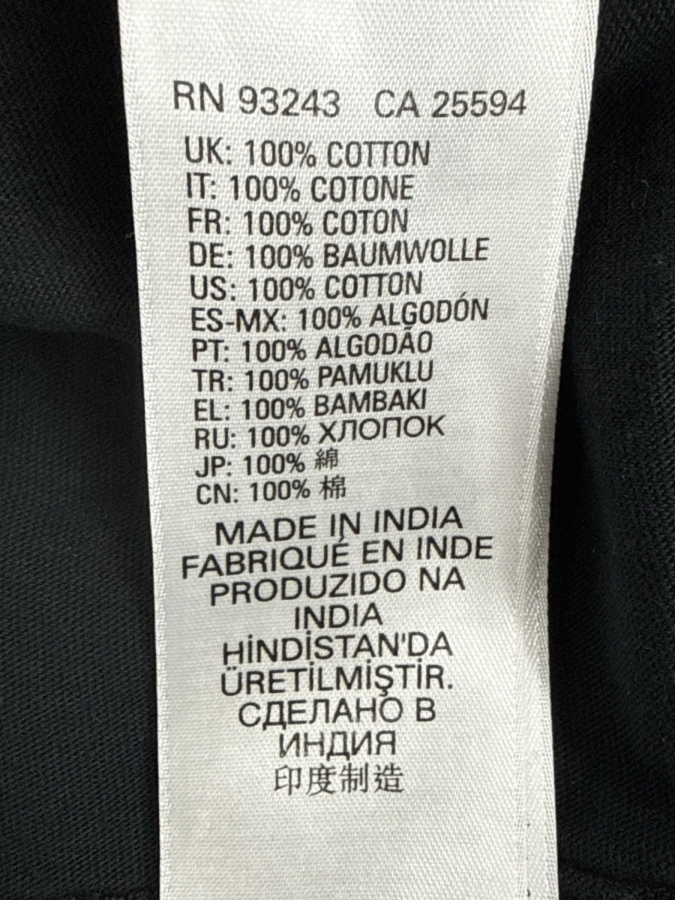 RN 93243 CA 25594
UK: 100% COTTON
IT: 100% COTONE
FR: 100% COTON
DE: 100% BAUMWOLLE
US: 100% COTTON
ES-MX: 100% ALGODÓN
PT: 100% ALGODÃO
TR: 100% PAMUKLU
EL: 100% BAMBAKI
RU: 100% ХЛОПОК
JP: 100% 綿
CN: 100% 棉
MADE IN INDIA
FABRIQUÉ EN INDE
PRODUZIDO NA
INDIA
HİNDİSTAN'DA
ÜRETİLMİŞTİR.
СДЕЛАНО В
ИНДИЯ
印度制造